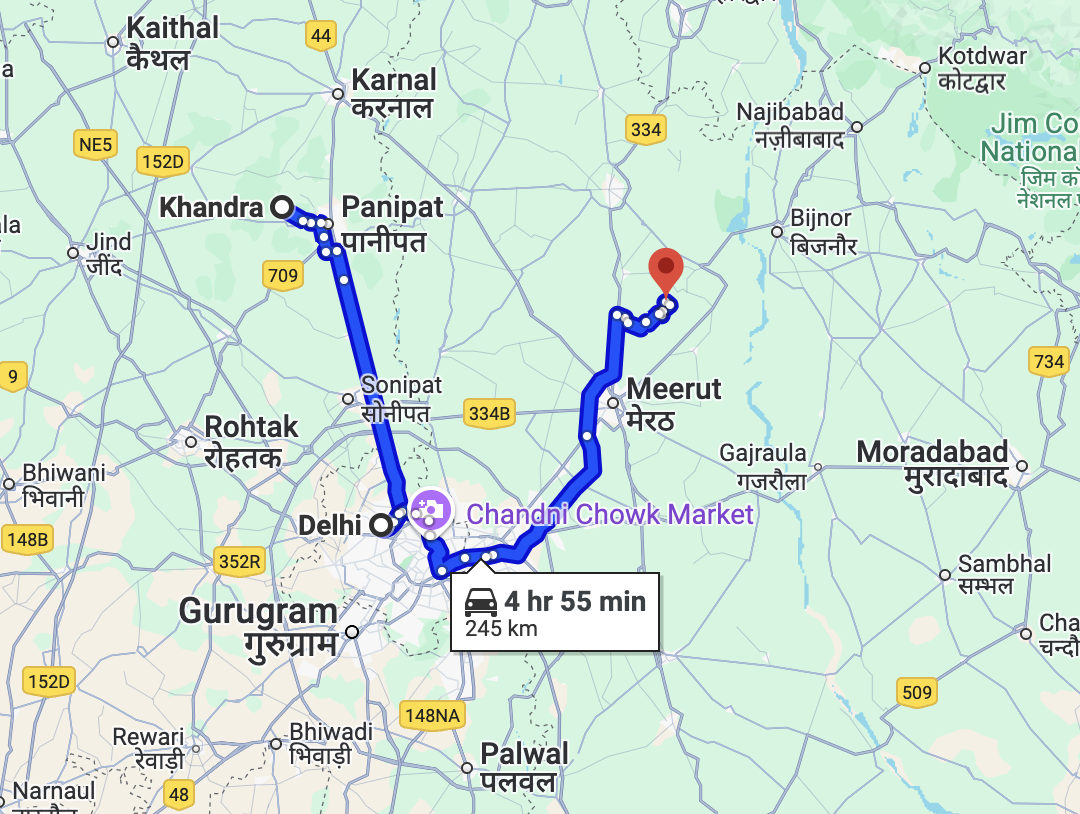 Kaithal
कैथल
44
Karnal
करनाल
Kotdwar
कोटद्वार
Najibabad
नज़ीबाबाद
334
NE5
152D
Jim Co
National
जिम कॉ
नेशनल
Khandra
Panipat
पानीपत
Bijnor
बिजनौर
Jind
जींद
709
9
734
Sonipat
सोनीपत
334B
Meerut
मेरठ
Rohtak
रोहतक
Gajraula
गजरौला
Moradabad
मुरादाबाद
Bhiwani
भिवानी
Delhi
Chandni Chowk Market
148B
352R
Sambhal
सम्भल
4 hr 55 min
245 km
Gurugram
गुरुग्राम
Cha
चन्दौ
152D
509
148NA
Rewari
रेवाड़ी
Bhiwadi
भिवाड़ी
Palwal
पलवल
48
Narnaul